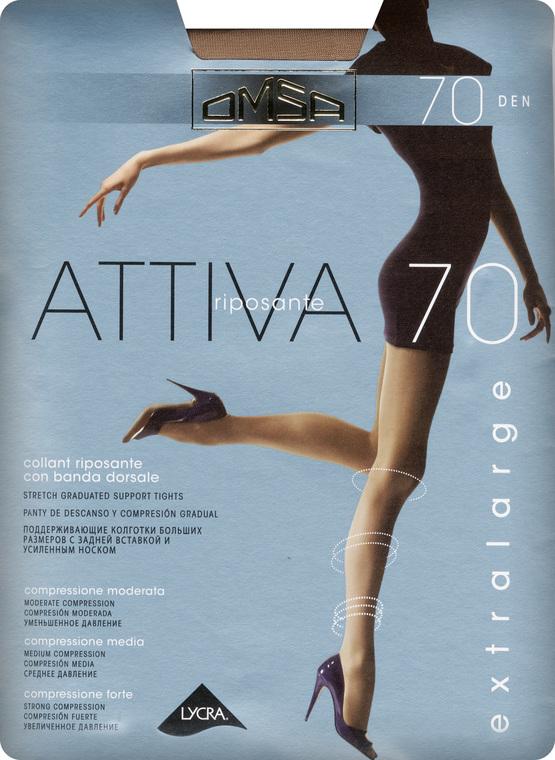 OMSA
70 DEN
ATTIVA 70
riposante
collant riposante
con banda dorsale
STRETCH GRADUATED SUPPORT TIGHTS
PANTY DE DESCANSO Y COMPRESIÓN GRADUAL
ПОДДЕРЖИВАЮЩИЕ КОЛГОТКИ БОЛЬШИХ
РАЗМЕРОВ С ЗАДНЕЙ ВСТАВКОЙ И
УСИЛЕННЫМ НОСКОМ
compressione moderata
MODERATE COMPRESSION
COMPRESIÓN MODERADA
УМЕНЬШЕННОЕ ДАВЛЕНИЕ
compressione media
MEDIUM COMPRESSION
COMPRESIÓN MEDIA
СРЕДНЕЕ ДАВЛЕНИЕ
compressione forte
STRONG COMPRESSION
COMPRESIÓN FUERTE
УВЕЛИЧЕННОЕ ДАВЛЕНИЕ
LYCRA®
extralarge